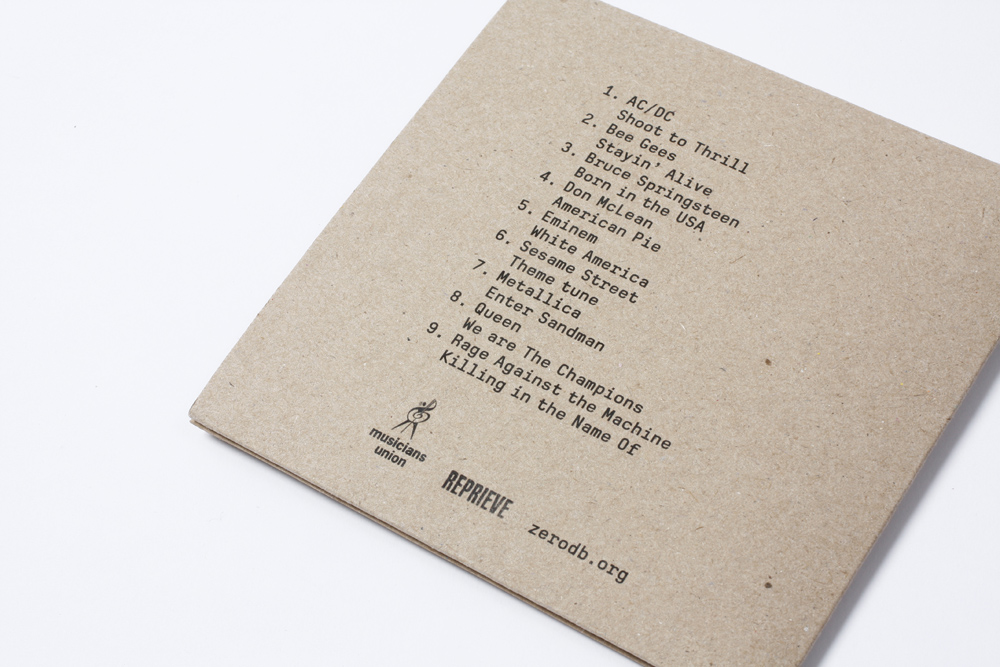 1. AC/DC
Shoot to Thrill
2. Bee Gees
Stayin' Alive
3. Bruce Springsteen
Born in the USA
4. Don McLean
American Pie
5. Eminem
White America
6. Sesame Street
Theme tune
7. Metallica
Enter Sandman
8. Queen
We are The Champions
9. Rage Against the Machine
Killing in the Name Of
musicians
union
REPRIEVE
zerodb.org